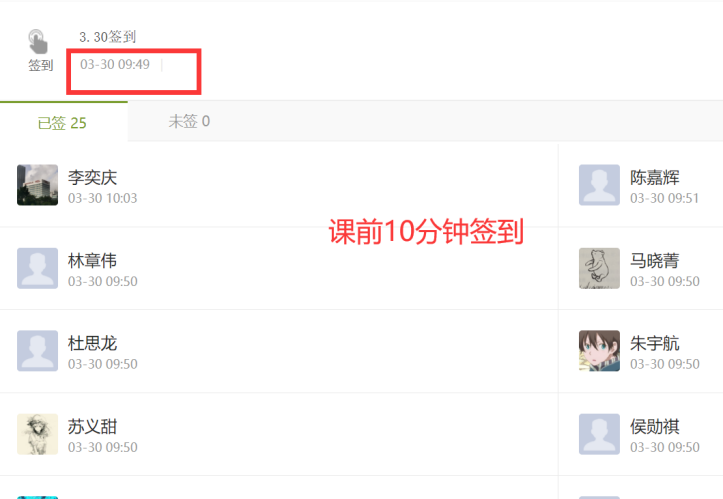 3.30签到
签到
03-30 09:49
已签 25
未签 0
李奕庆
03-30 10:03
陈嘉辉
03-30 09:51
课前10分钟签到
林章伟
03-30 09:50
马晓菁
03-30 09:50
杜思龙
03-30 09:50
朱宇航
03-30 09:50
苏义甜
03-30 09:50
侯勋祺
03-30 09:50